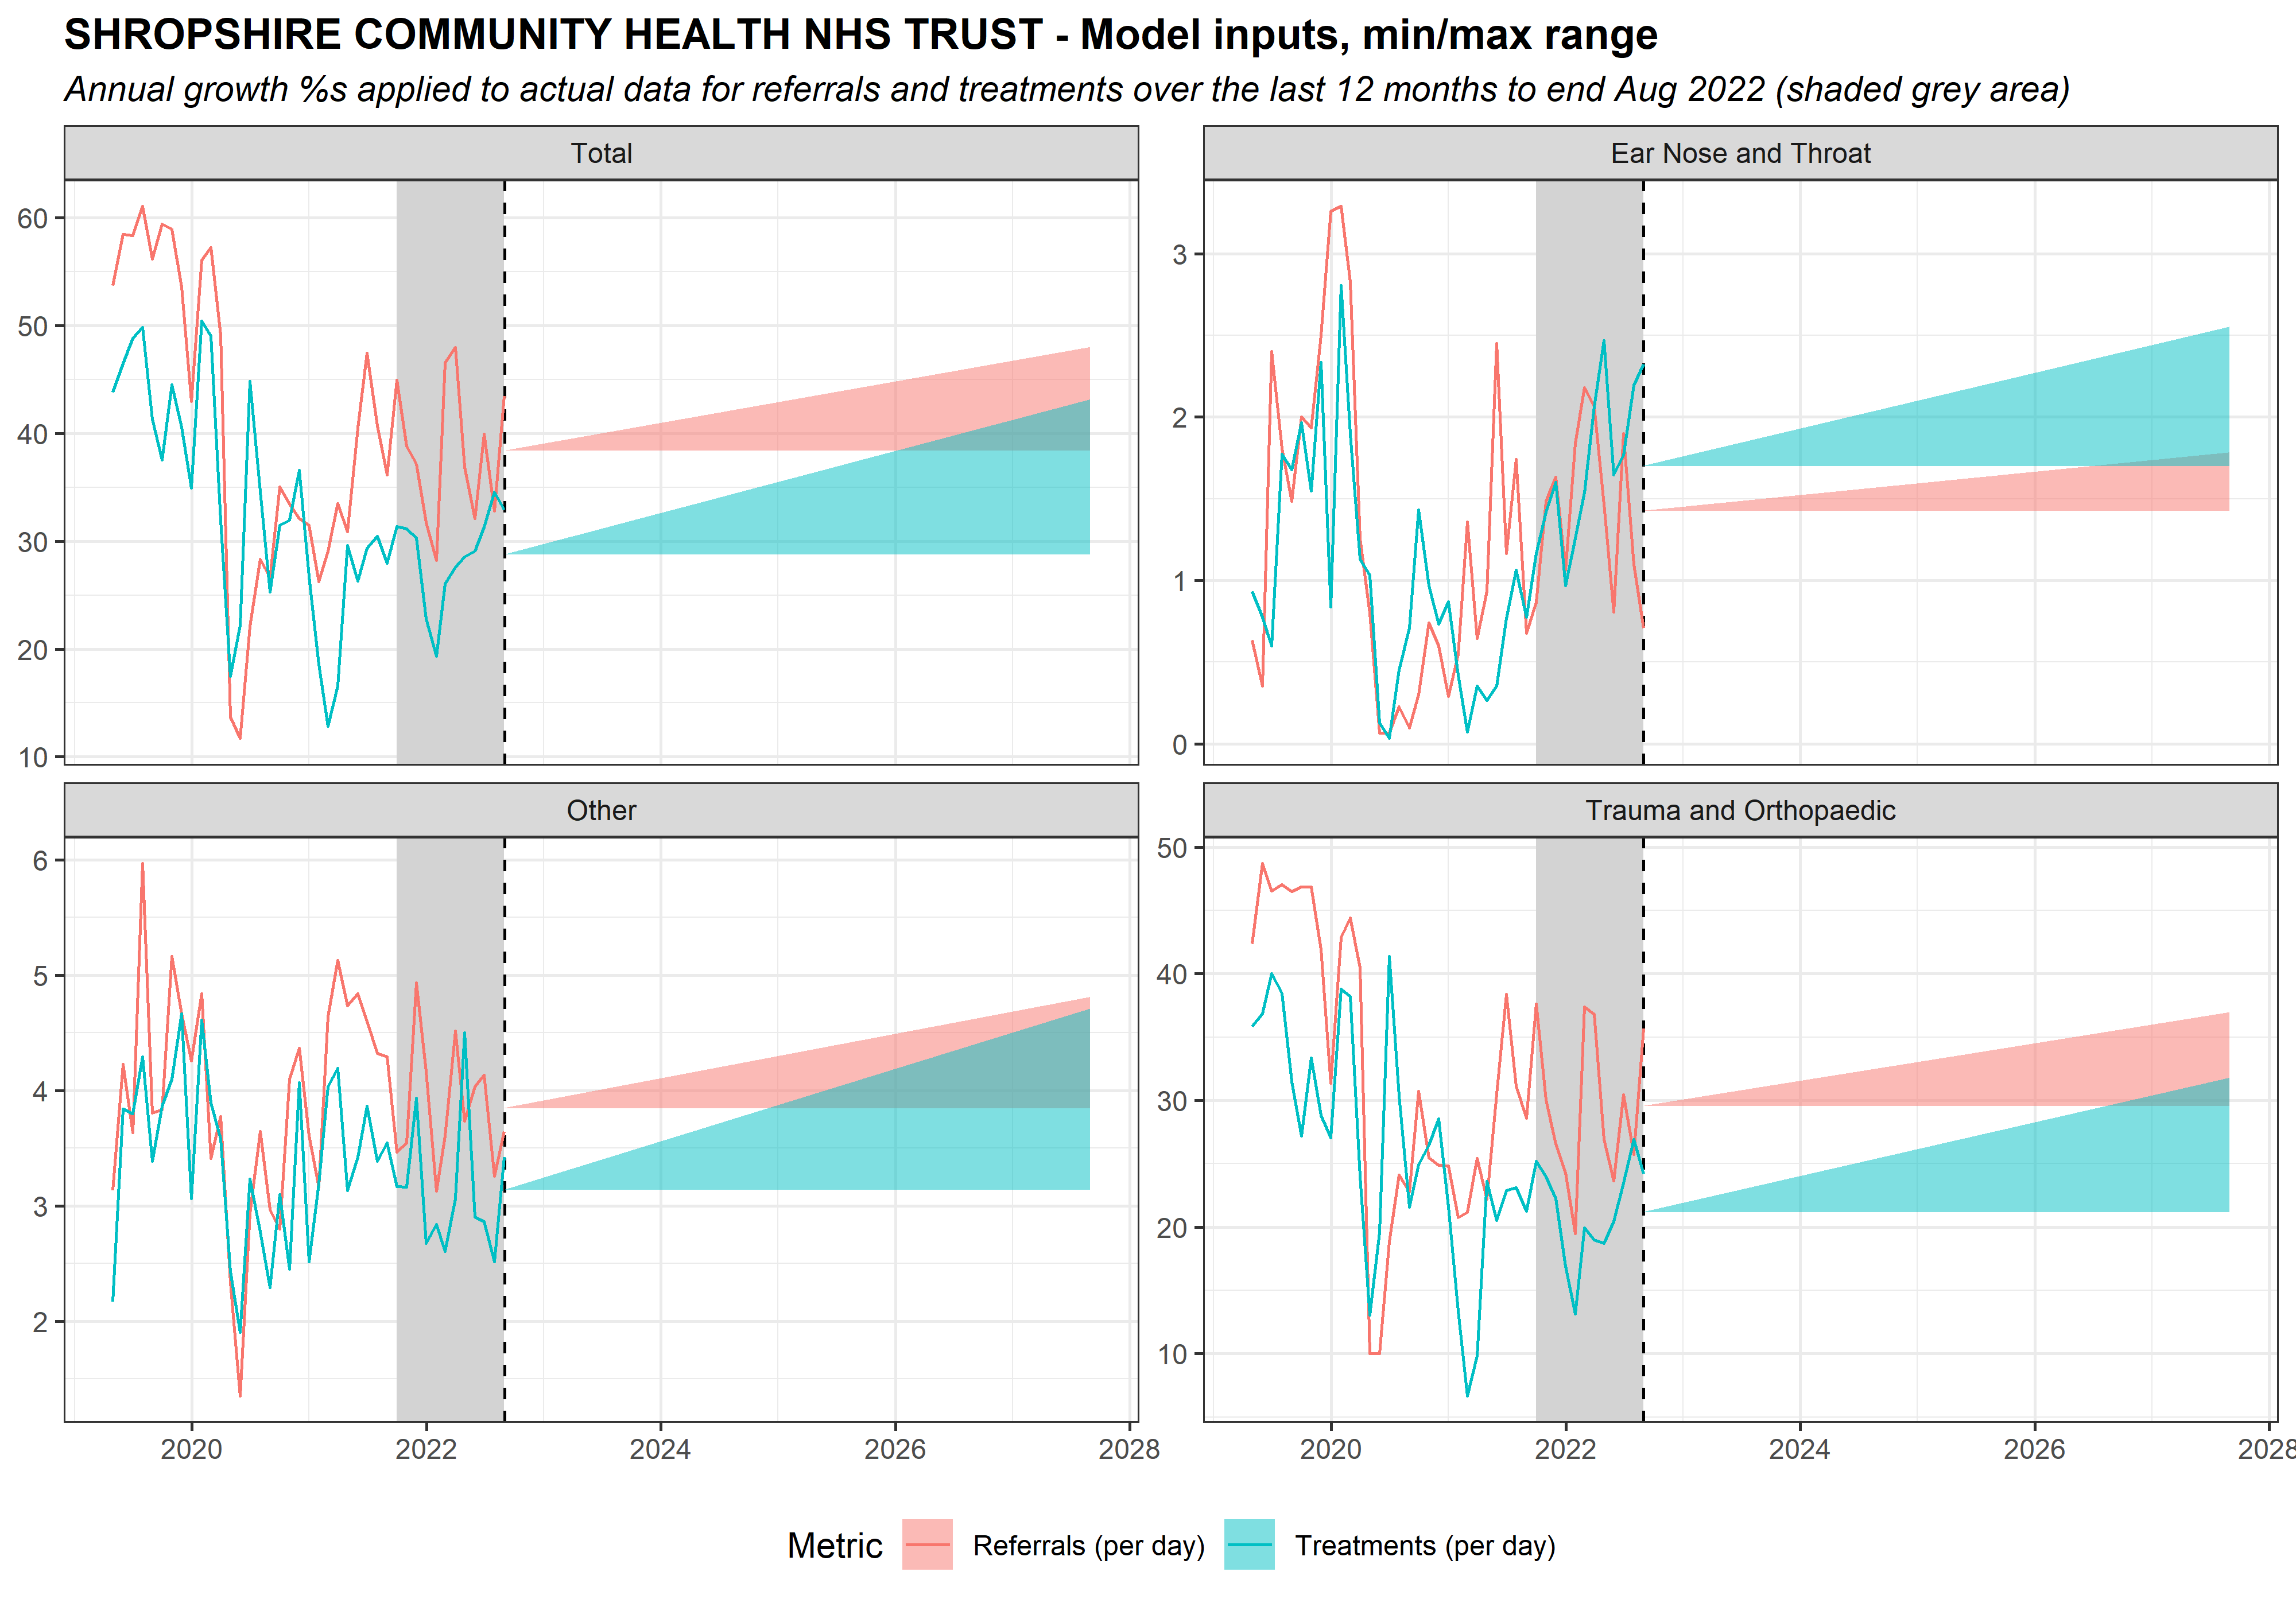 SHROPSHIRE COMMUNITY HEALTH NHS TRUST - Model inputs, min/max range
Annual growth %s applied to actual data for referrals and treatments over the last 12 months to end Aug 2022 (shaded grey area)
Total
60
50
40
30
20
10
Ear Nose and Throat
3
2
1
0
Other
6
5
4
3
2
2020 2022 2024 2026 2028
Trauma and Orthopaedic
50
40
30
20
10
2020 2022 2024 2026 2028
Metric Referrals (per day) Treatments (per day)